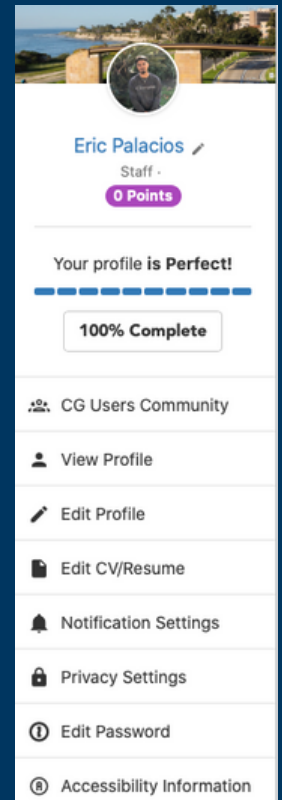 Eric Palacios
Staff -
0 Points
Your profile is Perfect!
100% Complete
CG Users Community
View Profile
Edit Profile
Edit CV/Resume
Notification Settings
Privacy Settings
Edit Password
Accessibility Information